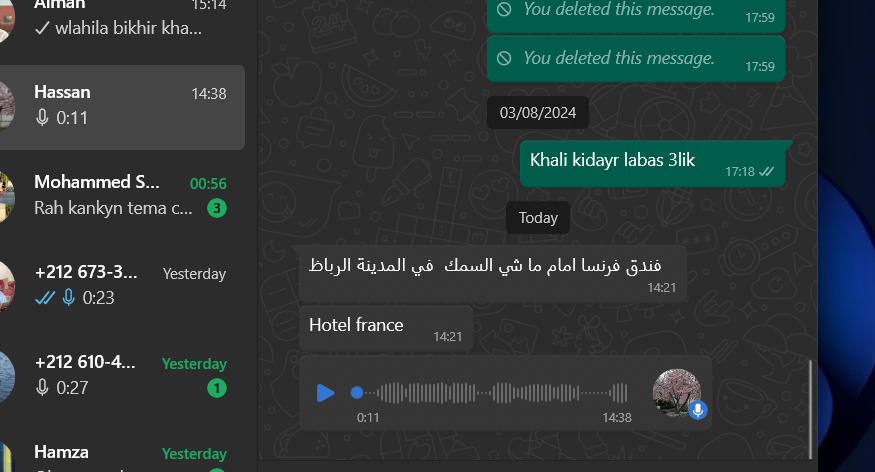 Aiman
15:14
wlahila bikhir kha...
Hassan
14:38
0:11
Mohammed S...
00:56
Rah kankyn tema c...
3
+212 673-3...
Yesterday
0:23
+212 610-4...
Yesterday
0:27
1
Hamza
Yesterday
You deleted this message.
17:59
You deleted this message.
17:59
03/08/2024
Khali kidayr labas 3lik
17:18
Today
فندق فرنسا امام ما شي السمك في المدينة الرباظ
14:21
Hotel france
14:21
0:11
14:38